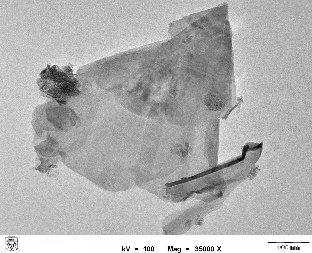 kV = 100 Mag = 35000 X